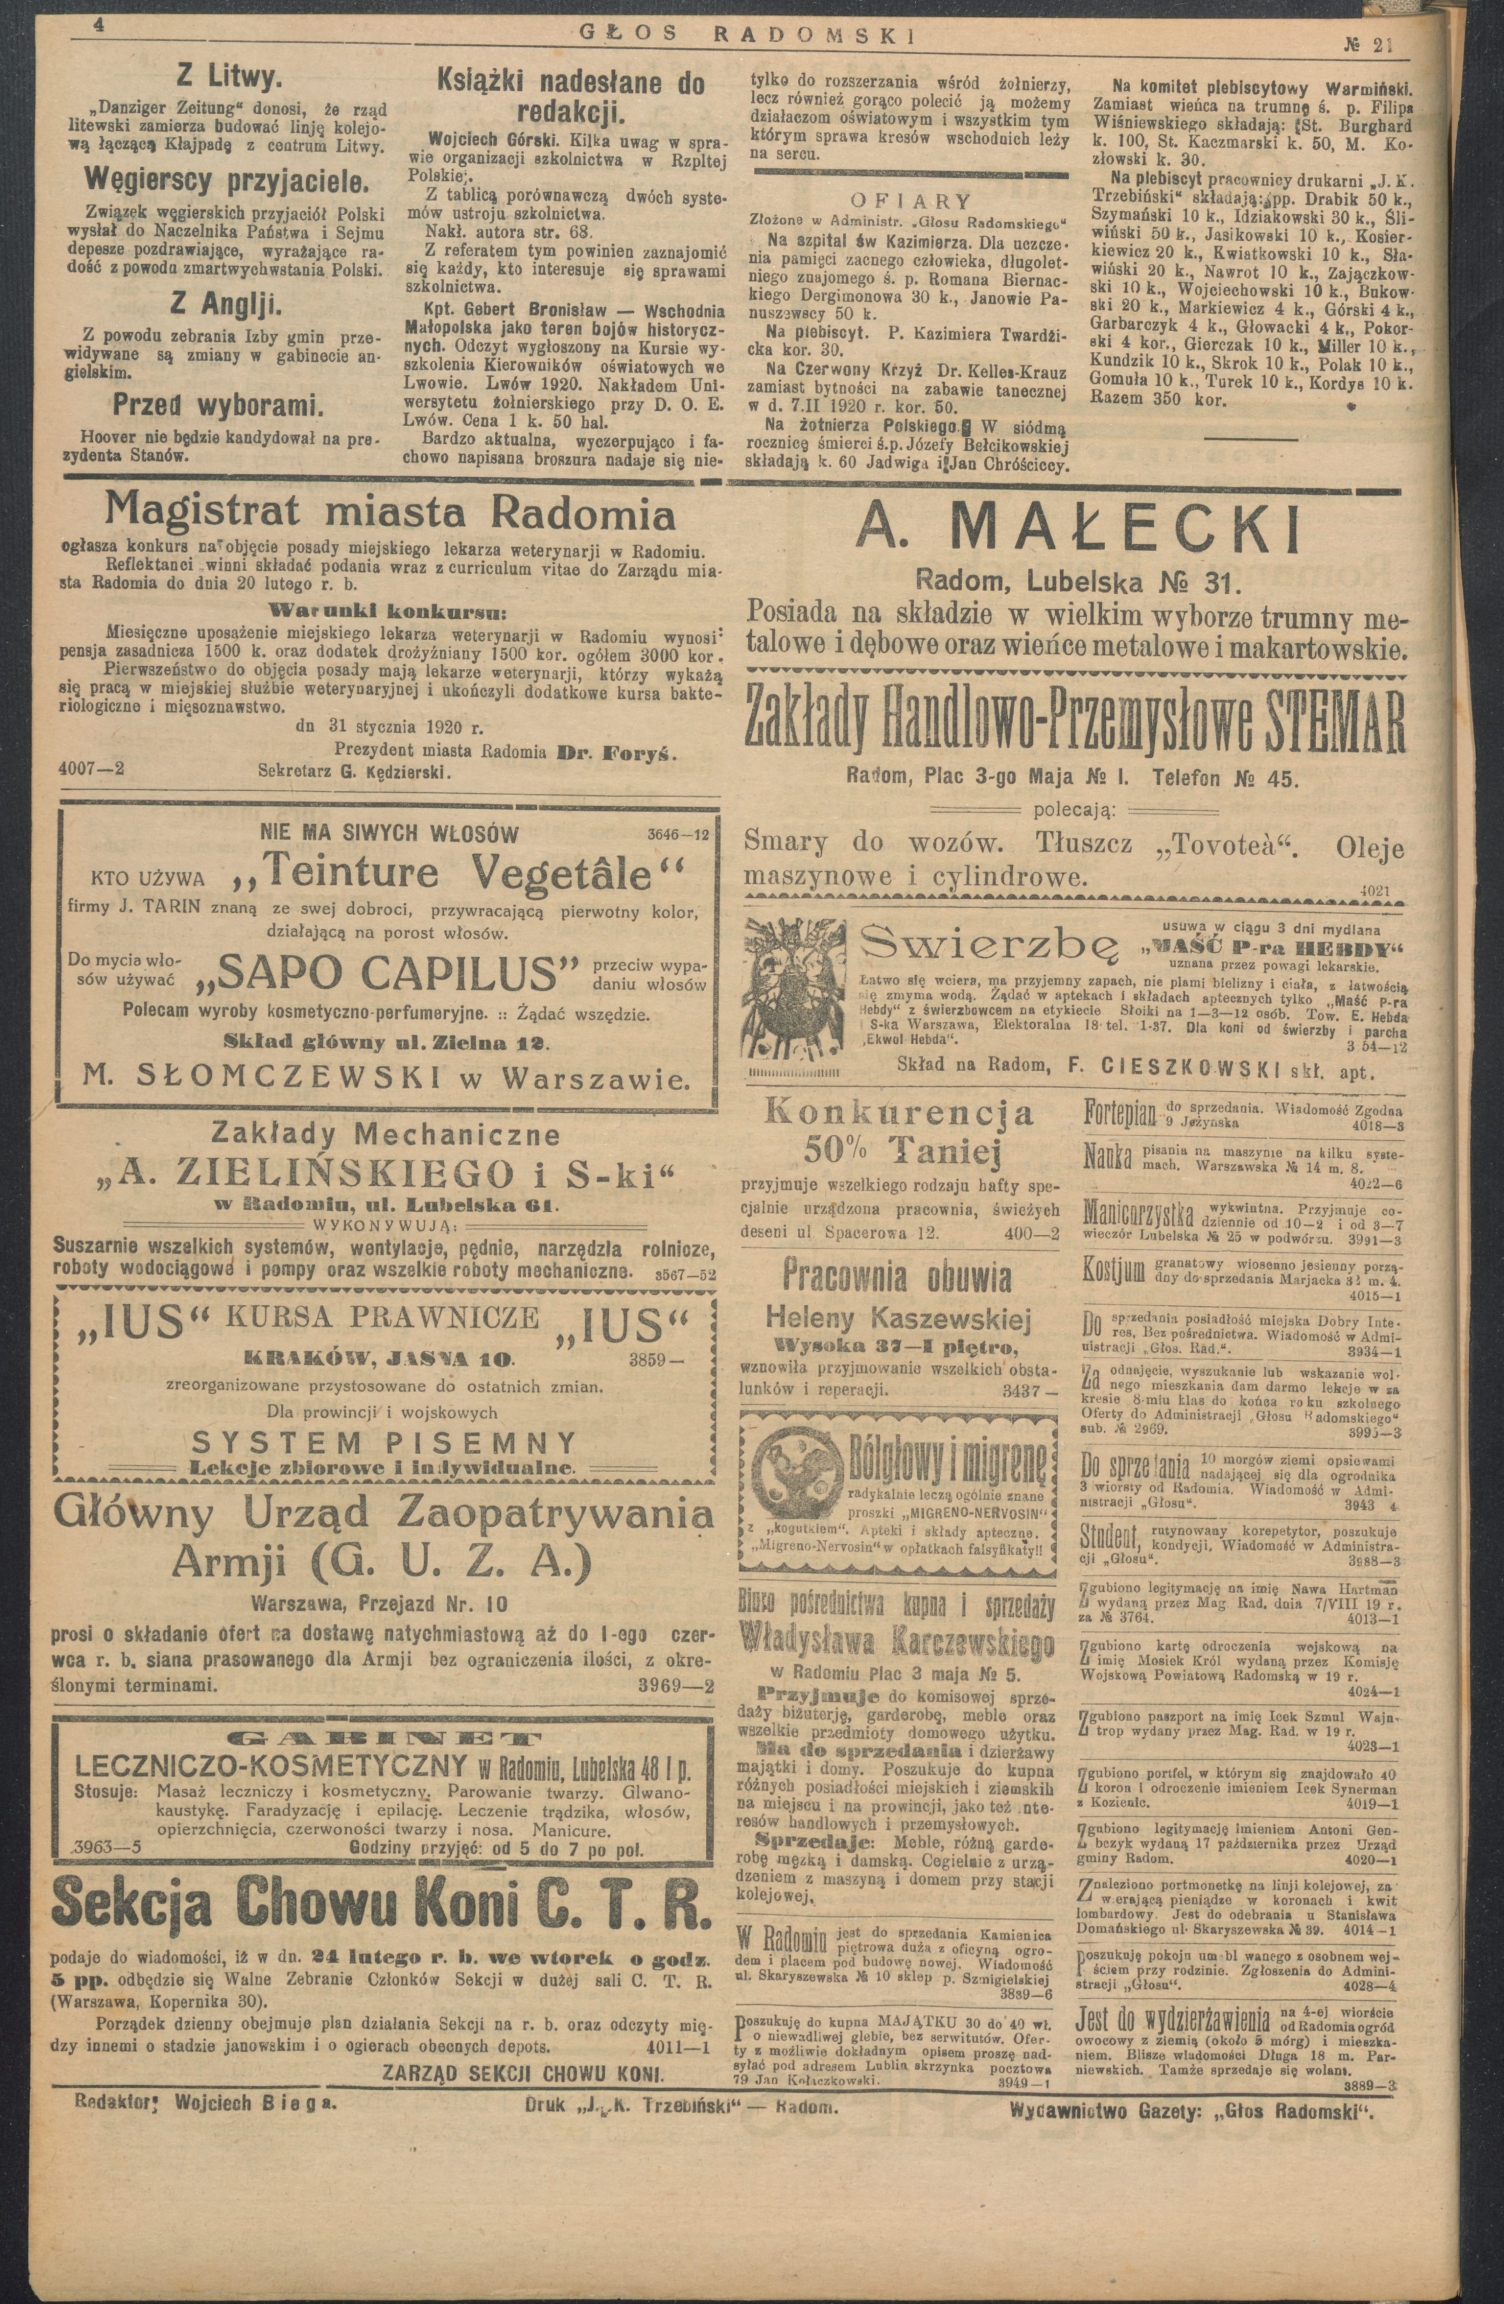 4
GŁOS RADOMSKI
№ 21
Z Litwy.
„Danziger Zeitung“ donosi, że rząd
litewski zamierza budować linję kolejo-
wą łączącą Kłajpadę z centrum Litwy.
Węgierscy przyjaciele.
Związek węgierskich przyjaciół Polski
wysłał do Naczelnika Państwa i Sejmu
depesze pozdrawiające, wyrażające ra-
dość z powodu zmartwychwstania Polski.
Z Anglji.
Z powodu zebrania Izby gmin prze-
widywane są zmiany w gabinecie an-
gielskim.
Przed wyborami.
Hoover nie będzie kandydował na pre-
zydenta Stanów.
Książki nadesłane do
redakcji.
Wojciech Górski. Kilka uwag w spra-
wie organizacji szkolnictwa w Rzpltej
Polskiej.
Z tablicą porównawczą dwóch syste-
mów ustroju szkolnictwa.
Nakł. autora str. 68.
Z referatem tym powinien zaznajomić
się każdy, kto interesuje się sprawami
szkolnictwa.
Kpt. Gebert Bronisław — Wschodnia
Małopolska jako teren bojów historycz-
nych. Odczyt wygłoszony na Kursie wy-
szkolenia Kierowników oświatowych we
Lwowie. Lwów 1920. Nakładem Uni-
wersytetu żołnierskiego przy D. O. E.
Lwów. Cena 1 k. 50 hal.
Bardzo aktualna, wyczerpująco i fa-
chowo napisana broszura nadaje się nie-
tylko do rozszerzania wśród żołnierzy,
lecz również gorąco polecić ją możemy
działaczom oświatowym i wszystkim tym
którym sprawa kresów wschodnich leży
na sercu.
OFIARY
Złożone w Administr. „Głosu Radomskiego“
Na szpital św Kazimierza. Dla uczcze-
nia pamięci zacnego człowieka, długolet-
niego znajomego ś. p. Romana Biernac-
kiego Dergimonowa 30 k., Janowie Pa-
nuszewscy 50 k.
Na plebiscyt. P. Kazimiera Twardzi-
cka kor. 30.
Na Czerwony Krzyż Dr. Kelles-Krauz
zamiast bytności na zabawie tanecznej
w d. 7.II 1920 r. kor. 50.
Na żołnierza Polskiego. W siódmą
rocznicę śmierci ś.p. Józefy Bełcikowskiej
składają k. 60 Jadwiga i Jan Chróściccy.
Na komitet plebiscytowy Warmiński.
Zamiast wieńca na trumnę ś. p. Filipa
Wiśniewskiego składają: St. Burghard
k. 100, St. Kaczmarski k. 50, M. Ko-
złowski k. 30.
Na plebiscyt pracownicy drukarni „J. K.
Trzebiński“ składają: pp. Drabik 50 k.,
Szymański 10 k., Idziakowski 30 k., Śli-
wiński 50 k., Jasikowski 10 k., Kosier-
kiewicz 20 k., Kwiatkowski 10 k., Sła-
wiński 20 k., Nawrot 10 k., Zajączkow-
ski 10 k., Wojciechowski 10 k., Bukow-
ski 20 k., Markiewicz 4 k., Górski 4 k.,
Garbarczyk 4 k., Głowacki 4 k., Pokor-
ski 4 kor., Gierczak 10 k., Miller 10 k.,
Kundzik 10 k., Skrok 10 k., Polak 10 k.,
Gomuła 10 k., Turek 10 k., Kordys 10 k.
Razem 350 kor.
Magistrat miasta Radomia
ogłasza konkurs na objęcie posady miejskiego lekarza weterynarji w Radomiu.
Reflektanci winni składać podania wraz z curriculum vitae do Zarządu mia-
sta Radomia do dnia 20 lutego r. b.
Warunki konkursu:
Miesięczne uposażenie miejskiego lekarza weterynarji w Radomiu wynosi:
pensja zasadnicza 1500 k. oraz dodatek drożyźniany 1500 kor. ogółem 3000 kor.
Pierwszeństwo do objęcia posady mają lekarze weterynarji, którzy wykażą
się pracą w miejskiej służbie weterynaryjnej i ukończyli dodatkowe kursa bakte-
riologiczne i mięsoznawstwo.
dn 31 stycznia 1920 r.
Prezydent miasta Radomia Dr. Foryś.
4007—2 Sekretarz G. Kędzierski.
NIE MA SIWYCH WŁOSÓW 3646—12
KTO UŻYWA „Teinture Vegetâle“
firmy J. TARIN znaną ze swej dobroci, przywracającą pierwotny kolor,
działającą na porost włosów.
Do mycia wło-
sów używać „SAPO CAPILUS” przeciw wypa-
daniu włosów
Polecam wyroby kosmetyczno-perfumeryjne. :: Żądać wszędzie.
Skład główny ul. Zielna 12.
M. SŁOMCZEWSKI w Warszawie.
Zakłady Mechaniczne
„A. ZIELIŃSKIEGO i S-ki“
w Radomiu, ul. Lubelska 61.
WYKONYWUJĄ:
Suszarnie wszelkich systemów, wentylacje, pędnie, narzędzia rolnicze,
roboty wodociągowe i pompy oraz wszelkie roboty mechaniczne. 3567—52
„IUS“ KURSA PRAWNICZE „IUS“
KRAKÓW, JASNA 10. 3859—
zreorganizowane przystosowane do ostatnich zmian.
Dla prowincji i wojskowych
SYSTEM PISEMNY
Lekcje zbiorowe i indywidualne.
Główny Urząd Zaopatrywania
Armji (G. U. Z. A.)
Warszawa, Przejazd Nr. 10
prosi o składanie ofert na dostawę natychmiastową aż do 1-ego czer-
wca r. b. siana prasowanego dla Armji bez ograniczenia ilości, z okre-
ślonymi terminami. 3969—2
GABINET
LECZNICZO-KOSMETYCZNY w Radomiu, Lubelska 48 I p.
Stosuje: Masaż leczniczy i kosmetyczny. Parowanie twarzy. Glwano-
kaustykę. Faradyzację i epilację. Leczenie trądzika, włosów,
opierzchnięcia, czerwoności twarzy i nosa. Manicure.
3963—5 Godziny przyjęć: od 5 do 7 po poł.
Sekcja Chowu Koni C. T. R.
podaje do wiadomości, iż w dn. 24 lutego r. b. we wtorek o godz.
5 pp. odbędzie się Walne Zebranie Członków Sekcji w dużej sali C. T. R.
(Warszawa, Kopernika 30).
Porządek dzienny obejmuje plan działania Sekcji na r. b. oraz odczyty mię-
dzy innemi o stadzie janowskim i o ogierach obecnych depots. 4011—1
ZARZĄD SEKCJI CHOWU KONI.
A. MAŁECKI
Radom, Lubelska № 31.
Posiada na składzie w wielkim wyborze trumny me-
talowe i dębowe oraz wieńce metalowe i makartowskie.
Zakłady Handlowo-Przemysłowe STEMAR
Radom, Plac 3-go Maja № I. Telefon № 45.
polecają:
Smary do wozów. Tłuszcz „Tovoteà“. Oleje
maszynowe i cylindrowe.
4021
Swierzbę usuwa w ciągu 3 dni mydlana
„MAŚĆ P-ra HEBDY“
uznana przez powagi lekarskie.
Łatwo się wciera, ma przyjemny zapach, nie plami bielizny i ciała, z łatwością
się zmywa wodą. Żądać w aptekach i składach aptecznych tylko „Maść P-ra
Hebdy“ z świerzbowcem na etykiecie Słoiki na 1—3—12 osób. Tow. E. Hebda
i S-ka Warszawa, Elektoralna 18 tel. 1-37. Dla koni od świerzby i parcha
„Ekwol Hebda“.
3 54—12
Skład na Radom, F. CIESZKOWSKI skł. apt.
Konkurencja
50% Taniej
przyjmuje wszelkiego rodzaju hafty spe-
cjalnie urządzona pracownia, świeżych
deseni ul Spacerowa 12. 400—2
Pracownia obuwia
Heleny Kaszewskiej
Wysoka 37—I piętro,
wznowiła przyjmowanie wszelkich obsta-
lunków i reperacji. 3437—
Ból głowy i migrenę
radykalnie leczą ogólnie znane
proszki „MIGRENO-NERVOSIN“
z „kogutkiem“. Apteki i składy apteczne.
„Migreno-Nervosin“ w opłatkach falsyfikaty!!
Biuro pośrednictwa kupna i sprzedaży
Władysława Karczewskiego
w Radomiu Plac 3 maja № 5.
Przyjmuje do komisowej sprze-
daży biżuterję, garderobę, meble oraz
wszelkie przedmioty domowego użytku.
Ma do sprzedania i dzierżawy
majątki i domy. Poszukuje do kupna
różnych posiadłości miejskich i ziemskih
na miejscu i na prowincji, jako też nte-
resów handlowych i przemysłowych.
Sprzedaje: Meble, różną garde-
robę męzką i damską. Cegielnie z urzą-
dzeniem z maszyną i domem przy stacji
kolejowej.
W Radomiu jest do sprzedania Kamienica
piętrowa duża z oficyną ogro-
dem i placem pod budowę nowej. Wiadomość
ul. Skaryszewska № 10 sklep p. Szmigielskiej
3889—6
Poszukuję do kupna MAJĄTKU 30 do 40 wł.
o niewadliwej glebie, bez serwitutów. Ofer-
ty z możliwie dokładnym opisem proszę nad-
syłać pod adresem Lublin skrzynka pocztowa
79 Jan Kołaczkowski. 3949—1
Fortepian do sprzedania. Wiadomość Zgodna
9 Jeżyńska 4018—3
Nauka pisania na maszynie na kilku syste-
mach. Warszawska № 14 m. 8.
4022—6
Manicurzystka wykwintna. Przyjmuje co-
dziennie od 10—2 i od 3—7
wieczór Lubelska № 25 w podwórzu. 3991—3
Kostjum granatowy wiosenno jesienny porzą-
dny do sprzedania Marjacka m. 4.
4015—1
Do sprzedania posiadłość miejska Dobry Inte-
res, Bez pośrednictwa. Wiadomość w Admi-
nistracji „Głos. Rad.“. 3934—1
Za odnajęcie, wyszukanie lub wskazanie wol-
nego mieszkania dam darmo lekcje w za
kresie 8-miu klas do końca roku szkolnego
Oferty do Administracji „Głosu Radomskiego“
sub. № 2969. 3995—3
Do sprzedania 10 morgów ziemi opsiewami
nadającej się dla ogrodnika
3 wiorsty od Radomia. Wiadomość w Admi-
nistracji „Głosu“. 3943 4
Student, rutynowany korepetytor, poszukuje
kondycji, Wiadomość w Administra-
cji „Głosu“. 3988—3
Zgubiono legitymację na imię Nawa Hartman
wydaną przez Mag. Rad. dnia 7/VIII 19 r.
za № 3764. 4013—1
Zgubiono kartę odroczenia wojskową na
imię Mosiek Król wydaną przez Komisję
Wojskową Powiatową Radomską w 19 r.
4024—1
Zgubiono paszport na imię Icek Szmul Wajn-
trop wydany przez Mag. Rad. w 19 r.
4023—1
Zgubiono portfel, w którym się znajdowało 40
koron i odroczenie imieniem Icek Synerman
z Kozienic. 4019—1
Zgubiono legitymację imieniem Antoni Gen-
bczyk wydaną 17 października przez Urząd
gminy Radom. 4020—1
Znaleziono portmonetkę na linji kolejowej, za
werającą pieniądze w koronach i kwit
lombardowy. Jest do odebrania u Stanisława
Domańskiego ul. Skaryszewska № 39. 4014—1
Poszukuję pokoju um bl wanego z osobnem wej-
ściem przy rodzinie. Zgłoszenia do Admini-
stracji „Głosu“. 4028—4
Jest do wydzierżawienia na 4-ej wiorście
od Radomia ogród
owocowy z ziemią (około 5 mórg) i mieszka-
niem. Bliższe wiadomości Długa 18 m. Par-
niewskich. Tamże sprzedaje się wolant.
3889—3
Redaktor: Wojciech Biega.
Druk „J. K. Trzebiński“ — Radom.
Wydawnictwo Gazety: „Głos Radomski“.